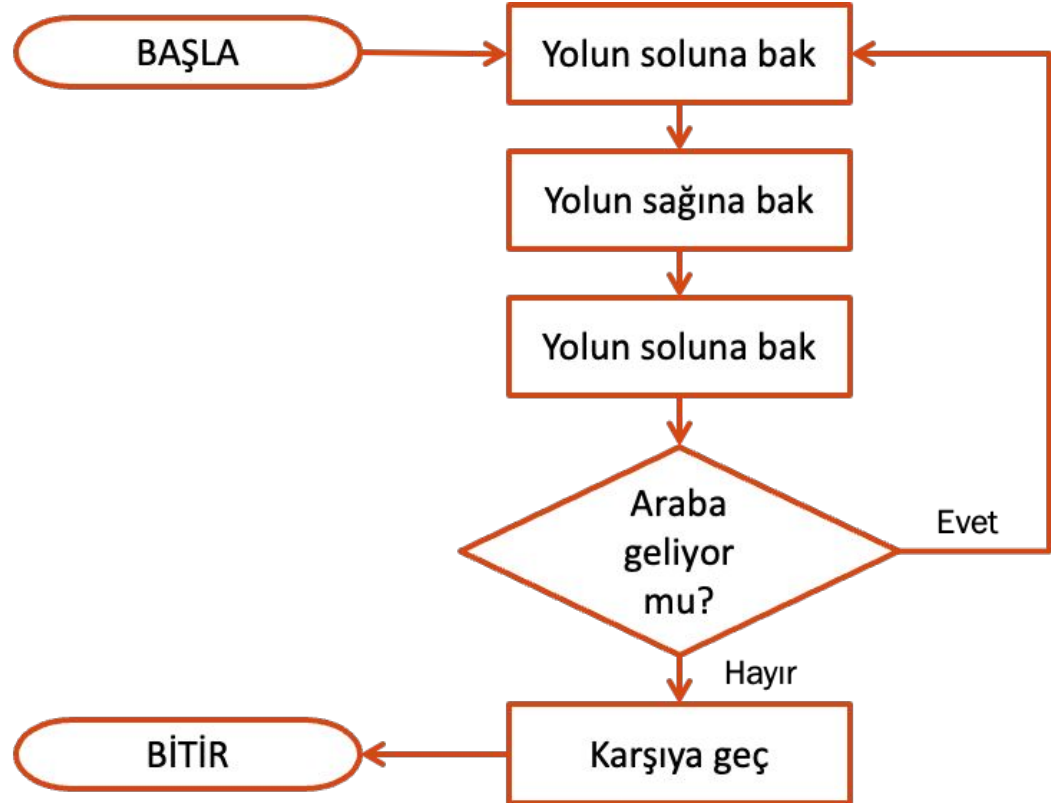 BAŞLA
Yolun soluna bak
Yolun sağına bak
Yolun soluna bak
Araba
geliyor
mu?
Evet
Hayır
Karşıya geç
BİTİR